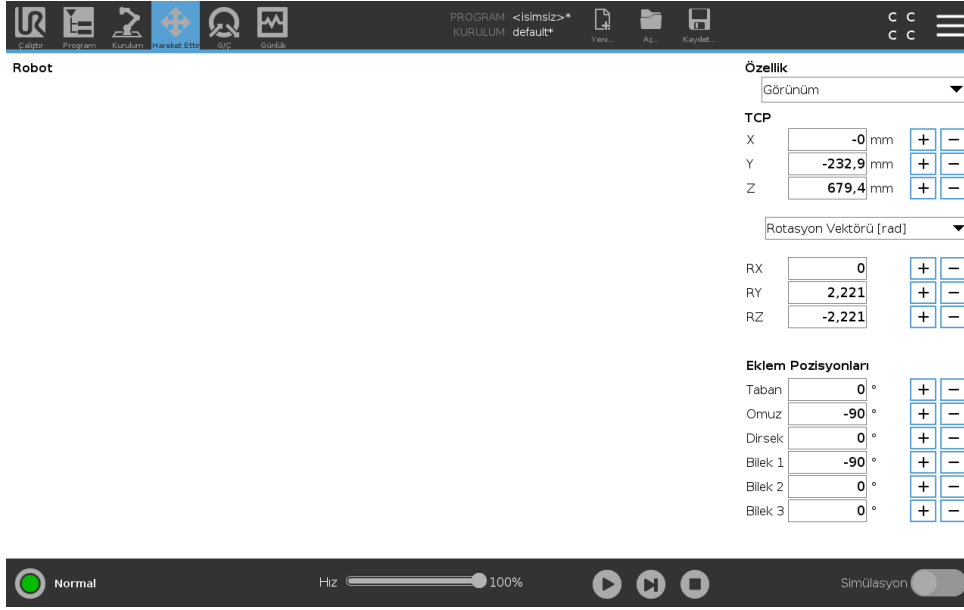 PROGRAM <isimsiz>*
KURULUM default*
C C
C C
Çalıştır Program Kurulum Hareket Ettir G/Ç Günlük Yeni... Aç... Kaydet...
Robot
Özellik
Görünüm
TCP
X -0 mm + −
Y -232,9 mm + −
Z 679,4 mm + −
Rotasyon Vektörü [rad]
RX 0 + −
RY 2,221 + −
RZ -2,221 + −
Eklem Pozisyonları
Taban 0 ° + −
Omuz -90 ° + −
Dirsek 0 ° + −
Bilek 1 -90 ° + −
Bilek 2 0 ° + −
Bilek 3 0 ° + −
Normal Hız 100% Simülasyon